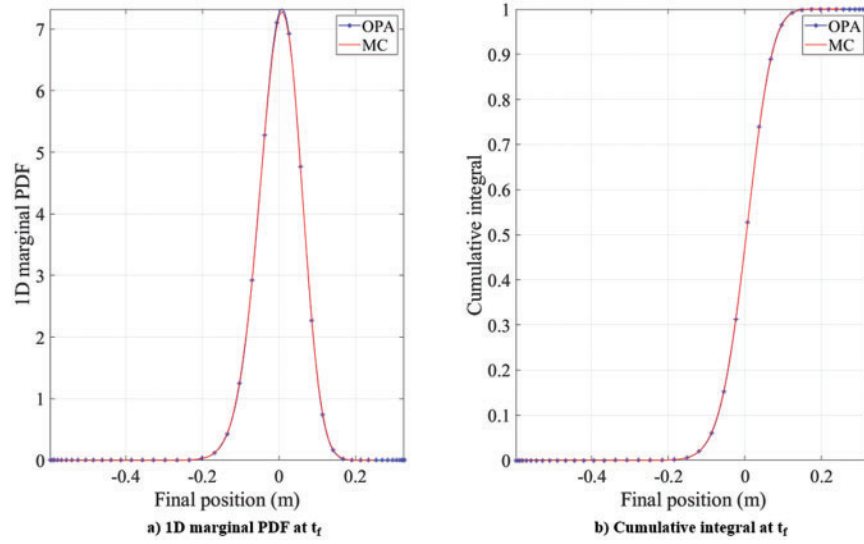 OPA
MC
7
6
5
4
3
2
1
0
1D marginal PDF
-0.4
-0.2
0
0.2
Final position (m)
a) 1D marginal PDF at tf
OPA
MC
1
0.9
0.8
0.7
0.6
0.5
0.4
0.3
0.2
0.1
0
Cumulative integral
-0.4
-0.2
0
0.2
Final position (m)
b) Cumulative integral at tf